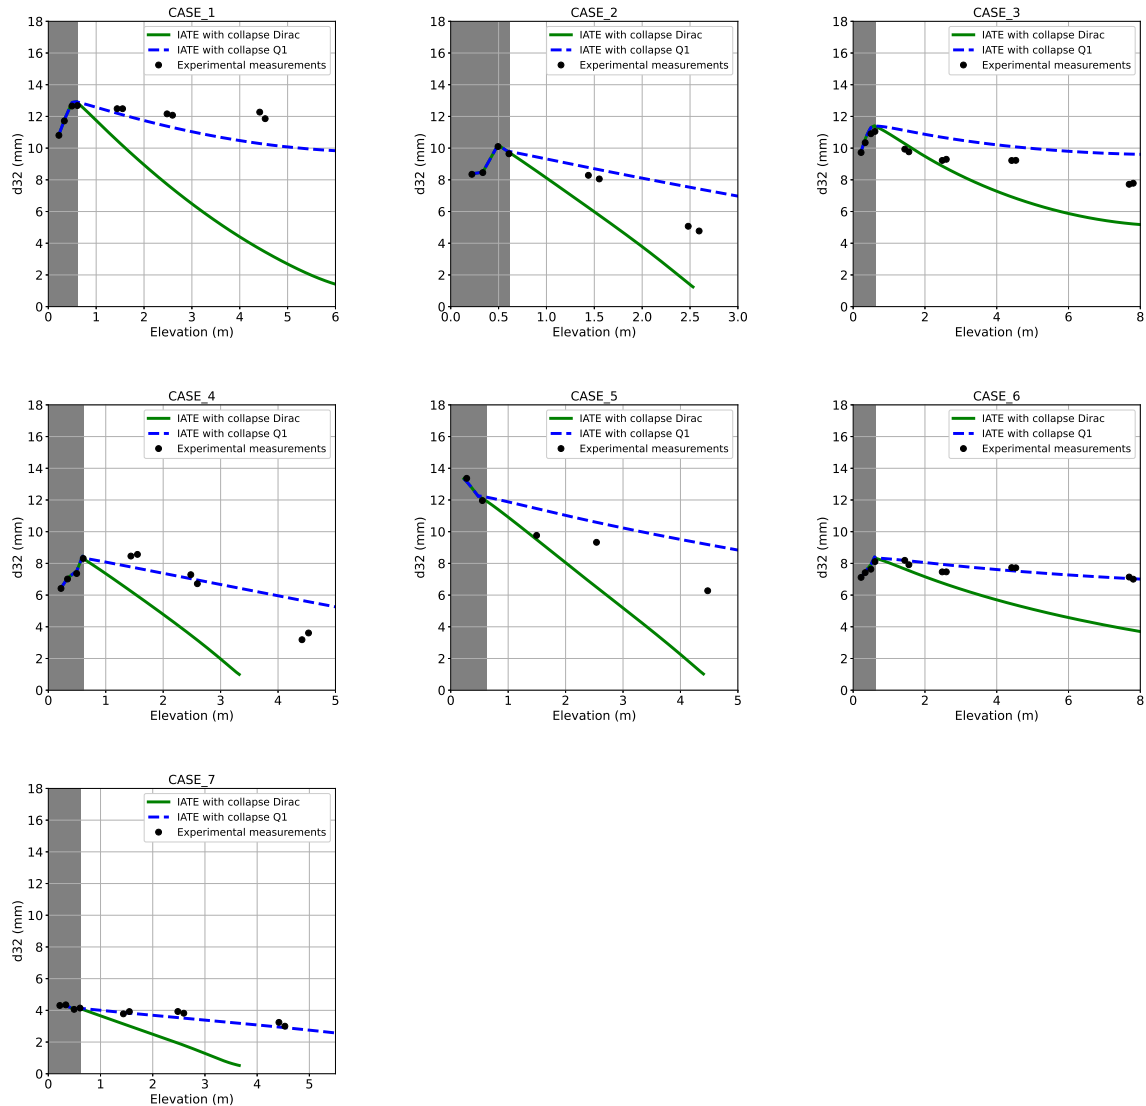 CASE_1
IATE with collapse Dirac
IATE with collapse Q1
Experimental measurements
d32 (mm)
18
16
14
12
10
8
6
4
2
0
0 1 2 3 4 5 6
Elevation (m)
CASE_2
IATE with collapse Dirac
IATE with collapse Q1
Experimental measurements
d32 (mm)
18
16
14
12
10
8
6
4
2
0
0.0 0.5 1.0 1.5 2.0 2.5 3.0
Elevation (m)
CASE_3
IATE with collapse Dirac
IATE with collapse Q1
Experimental measurements
d32 (mm)
18
16
14
12
10
8
6
4
2
0
0 2 4 6 8
Elevation (m)
CASE_4
IATE with collapse Dirac
IATE with collapse Q1
Experimental measurements
d32 (mm)
18
16
14
12
10
8
6
4
2
0
0 1 2 3 4 5
Elevation (m)
CASE_5
IATE with collapse Dirac
IATE with collapse Q1
Experimental measurements
d32 (mm)
18
16
14
12
10
8
6
4
2
0
0 1 2 3 4 5
Elevation (m)
CASE_6
IATE with collapse Dirac
IATE with collapse Q1
Experimental measurements
d32 (mm)
18
16
14
12
10
8
6
4
2
0
0 2 4 6 8
Elevation (m)
CASE_7
IATE with collapse Dirac
IATE with collapse Q1
Experimental measurements
d32 (mm)
18
16
14
12
10
8
6
4
2
0
0 1 2 3 4 5
Elevation (m)